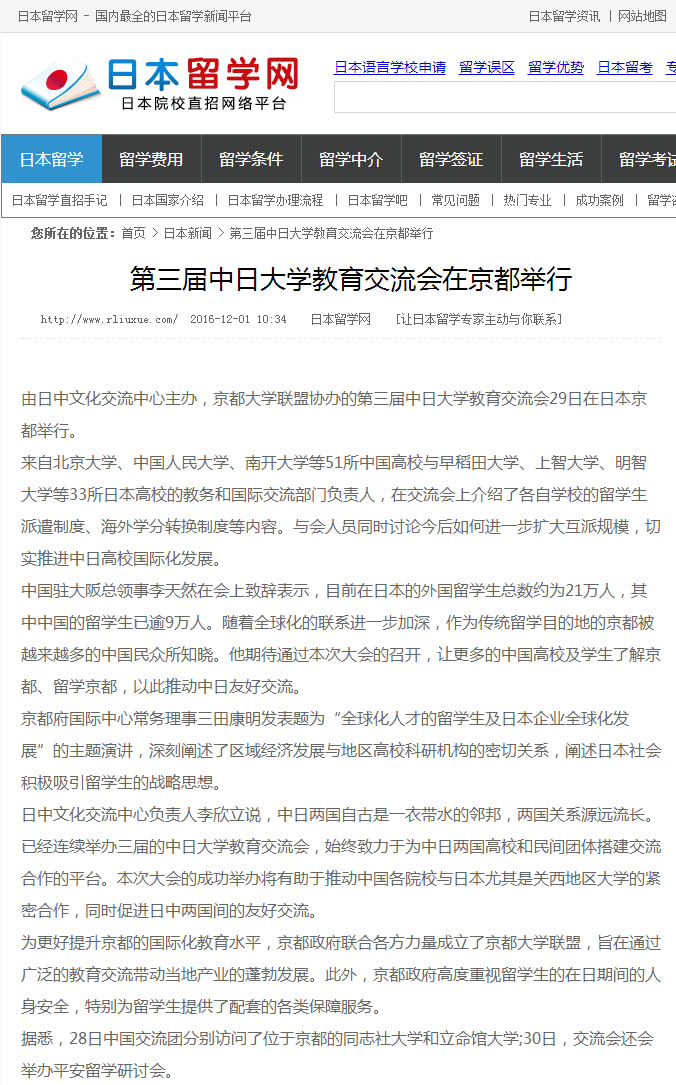 日本留学网 - 国内最全的日本留学新闻平台
日本留学资讯 | 网站地图
日本留学网
日本院校直招网络平台
日本语言学校申请 留学误区 留学优势 日本留考
日本留学 留学费用 留学条件 留学中介 留学签证 留学生活 留学考试
日本留学直招手记 | 日本国家介绍 | 日本留学办理流程 | 日本留学吧 | 常见问题 | 热门专业 | 成功案例 | 留学
您所在的位置：首页 > 日本新闻 > 第三届中日大学教育交流会在京都举行
第三届中日大学教育交流会在京都举行
http://www.rliuxue.com/ 2016-12-01 10:34 日本留学网 [让日本留学专家主动与你联系]
由日中文化交流中心主办，京都大学联盟协办的第三届中日大学教育交流会29日在日本京
都举行。
来自北京大学、中国人民大学、南开大学等51所中国高校与早稻田大学、上智大学、明智
大学等33所日本高校的教务和国际交流部门负责人，在交流会上介绍了各自学校的留学生
派遣制度、海外学分转换制度等内容。与会人员同时讨论今后如何进一步扩大互派规模，切
实推进中日高校国际化发展。
中国驻大阪总领事李天然在会上致辞表示，目前在日本的外国留学生总数约为21万人，其
中中国的留学生已逾9万人。随着全球化的联系进一步加深，作为传统留学目的地的京都被
越来越多的中国民众所知晓。他期待通过本次大会的召开，让更多的中国高校及学生了解京
都、留学京都，以此推动中日友好交流。
京都府国际中心常务理事三田康明发表题为“全球化人才的留学生及日本企业全球化发
展”的主题演讲，深刻阐述了区域经济发展与地区高校科研机构的密切关系，阐述日本社会
积极吸引留学生的战略思想。
日中文化交流中心负责人李欣立说，中日两国自古是一衣带水的邻邦，两国关系源远流长。
已经连续举办三届的中日大学教育交流会，始终致力于为中日两国高校和民间团体搭建交流
合作的平台。本次大会的成功举办将有助于推动中国各院校与日本尤其是关西地区大学的紧
密合作，同时促进日中两国间的友好交流。
为更好提升京都的国际化教育水平，京都政府联合各方力量成立了京都大学联盟，旨在通过
广泛的教育交流带动当地产业的蓬勃发展。此外，京都政府高度重视留学生的在日期间的人
身安全，特别为留学生提供了配套的各类保障服务。
据悉，28日中国交流团分别访问了位于京都的同志社大学和立命馆大学;30日，交流会还会
举办平安留学研讨会。